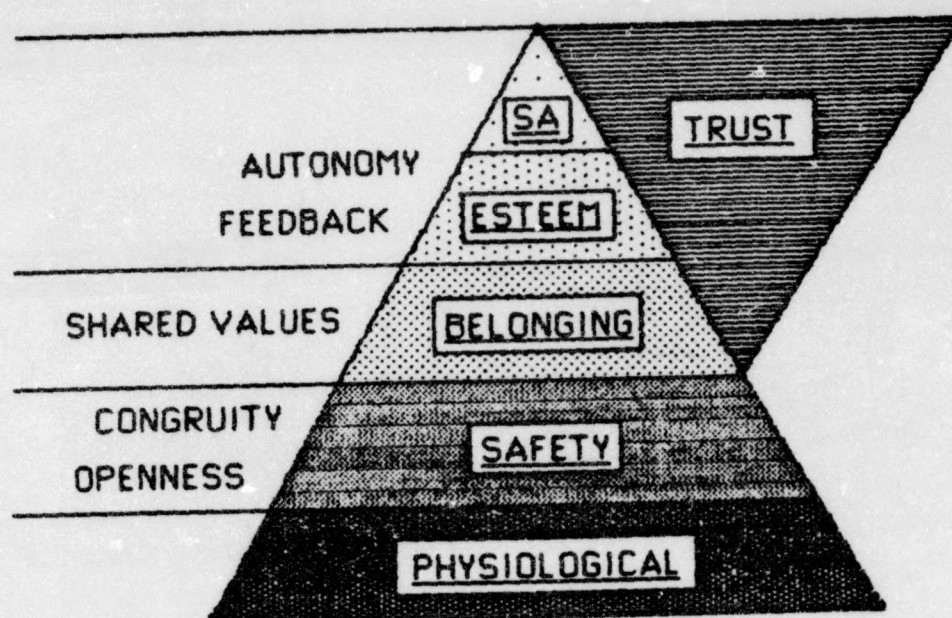 SA
TRUST
AUTONOMY
FEEDBACK
ESTEEM
SHARED VALUES
BELONGING
CONGRUITY
OPENNESS
SAFETY
PHYSIOLOGICAL